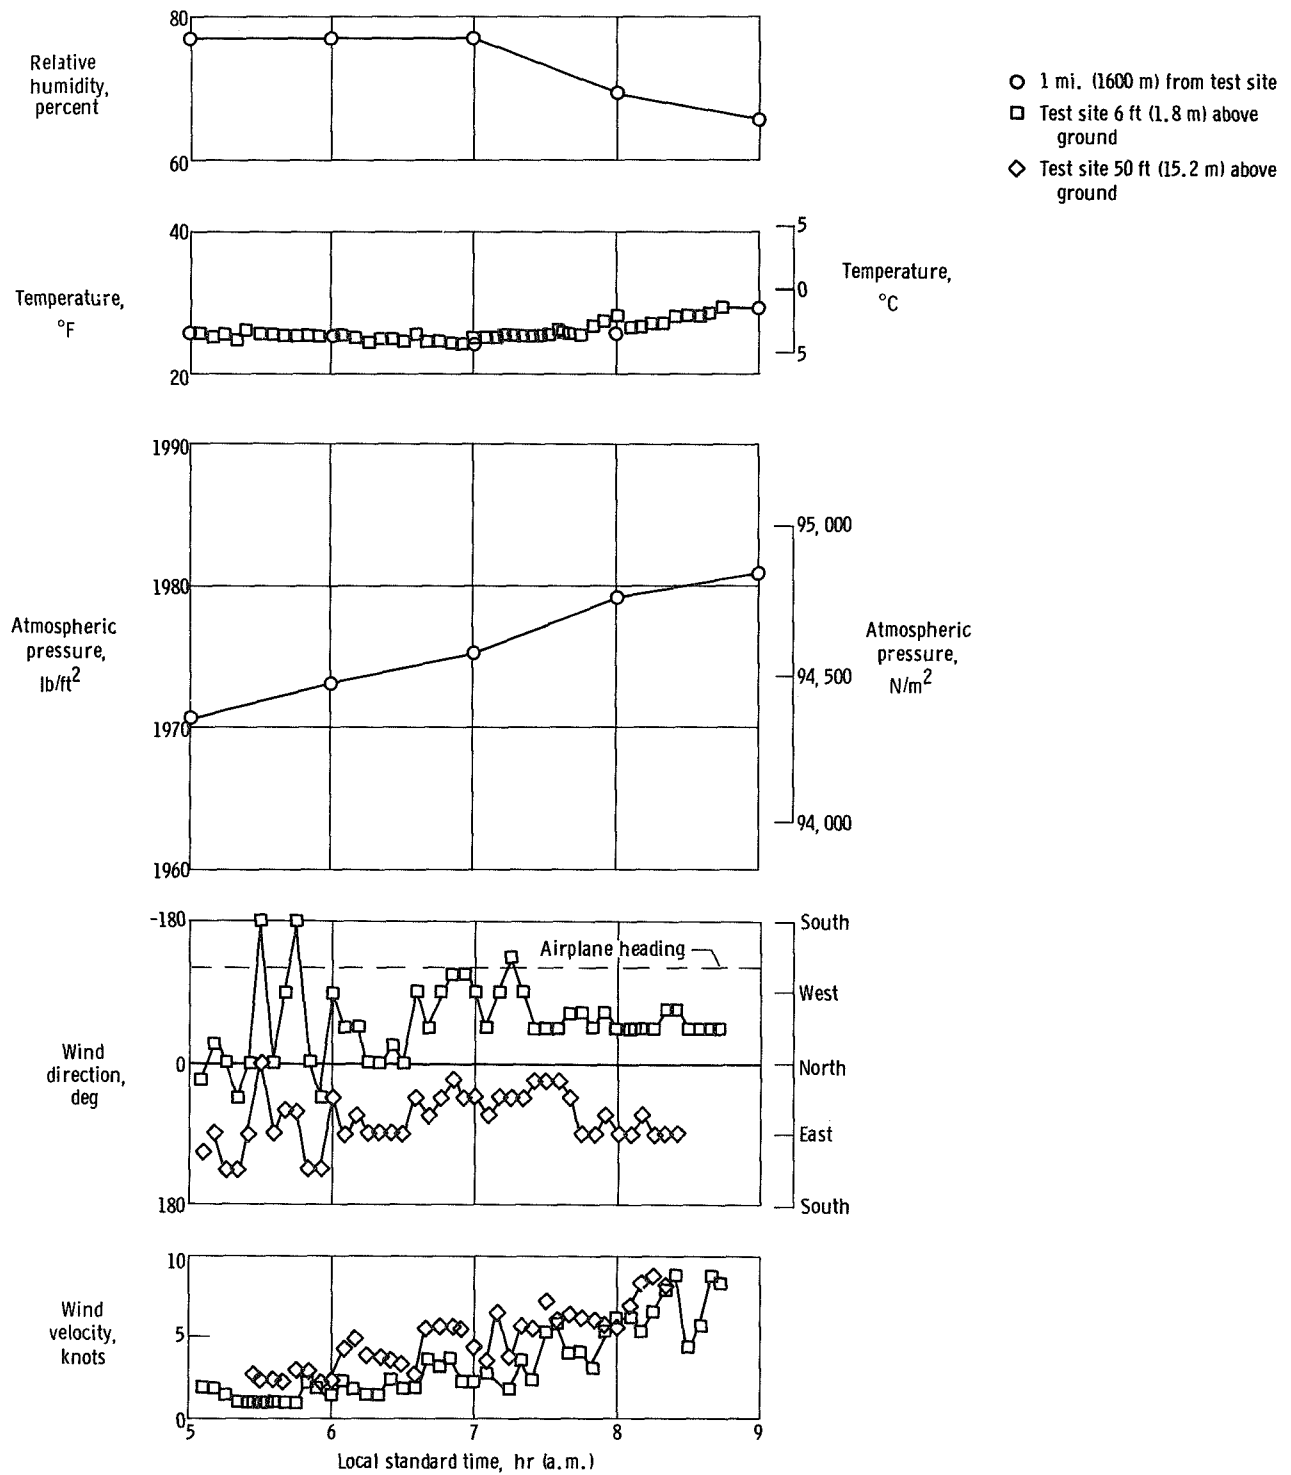 80
Relative
humidity,
percent
60
○ 1 mi. (1600 m) from test site
□ Test site 6 ft (1.8 m) above
ground
◇ Test site 50 ft (15.2 m) above
ground
40
Temperature,
°F
20
5
0
5
Temperature,
°C
1990
1980
Atmospheric
pressure,
lb/ft²
1970
1960
95,000
94,500
94,000
Atmospheric
pressure,
N/m²
-180
Wind
direction,
deg
0
180
Airplane heading
South
West
North
East
South
10
Wind
velocity,
knots
5
0
5 6 7 8 9
Local standard time, hr (a.m.)